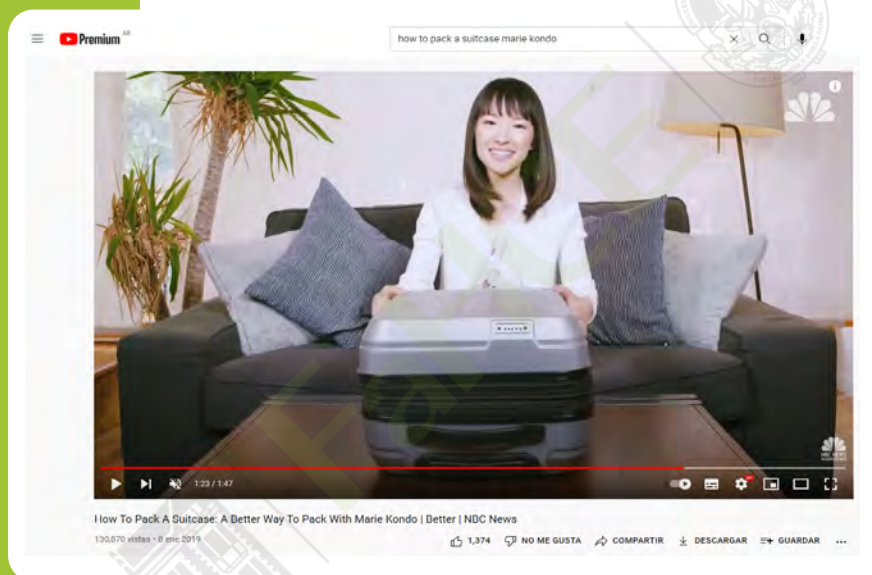 Premium AR
how to pack a suitcase marie kondo
1:23 / 1:47
How To Pack A Suitcase: A Better Way To Pack With Marie Kondo | Better | NBC News
130,070 vistas • 8 ene 2019
1,374 NO ME GUSTA COMPARTIR DESCARGAR GUARDAR